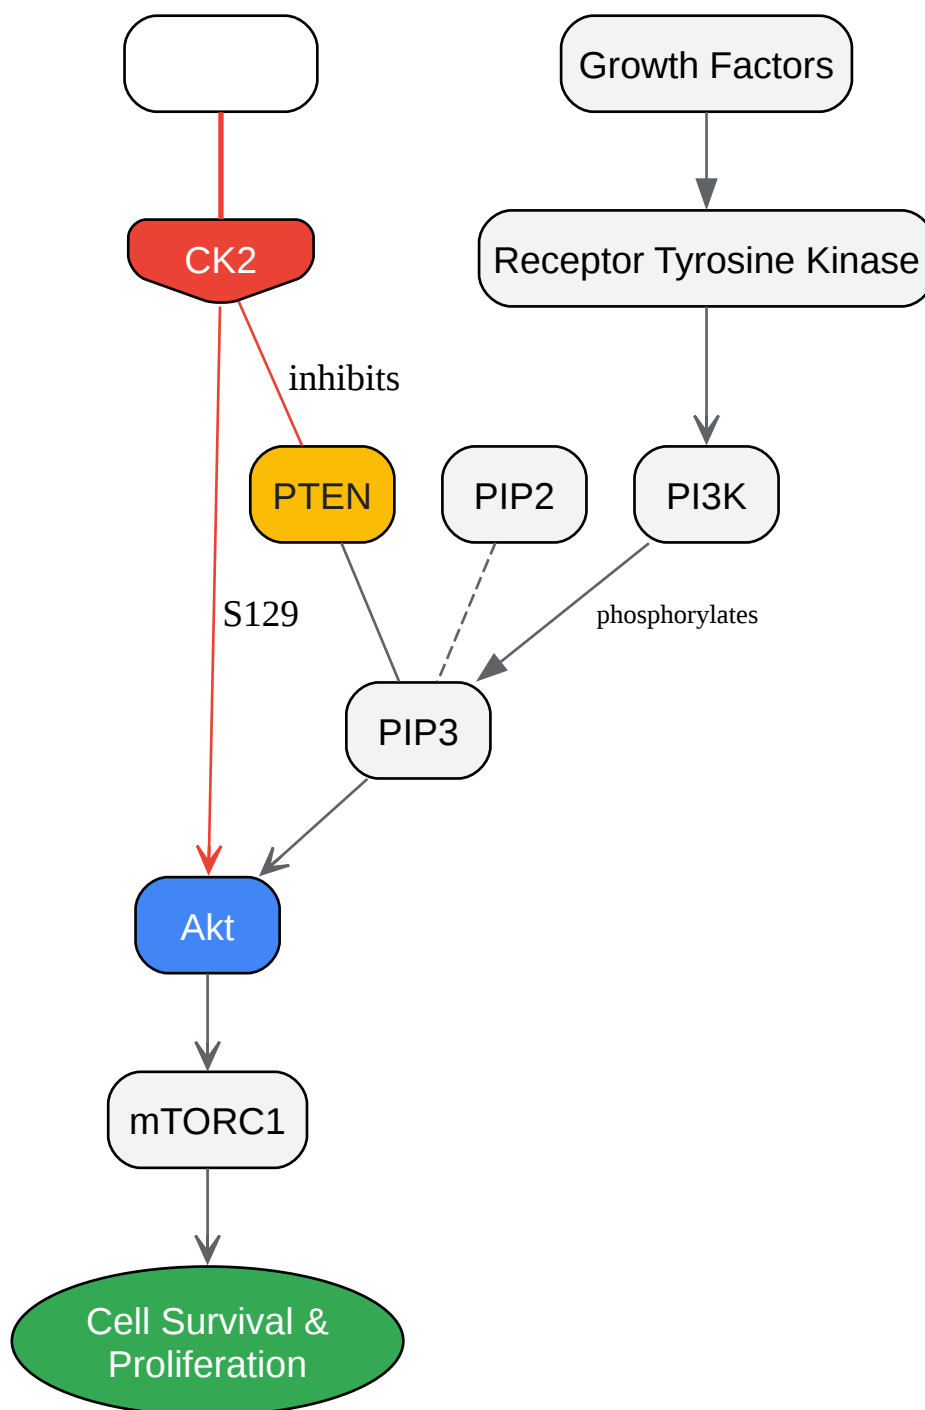 Growth Factors
CK2
Receptor Tyrosine Kinase
inhibits
PTEN
PIP2
PI3K
S129
phosphorylates
PIP3
Akt
mTORC1
Cell Survival &
Proliferation